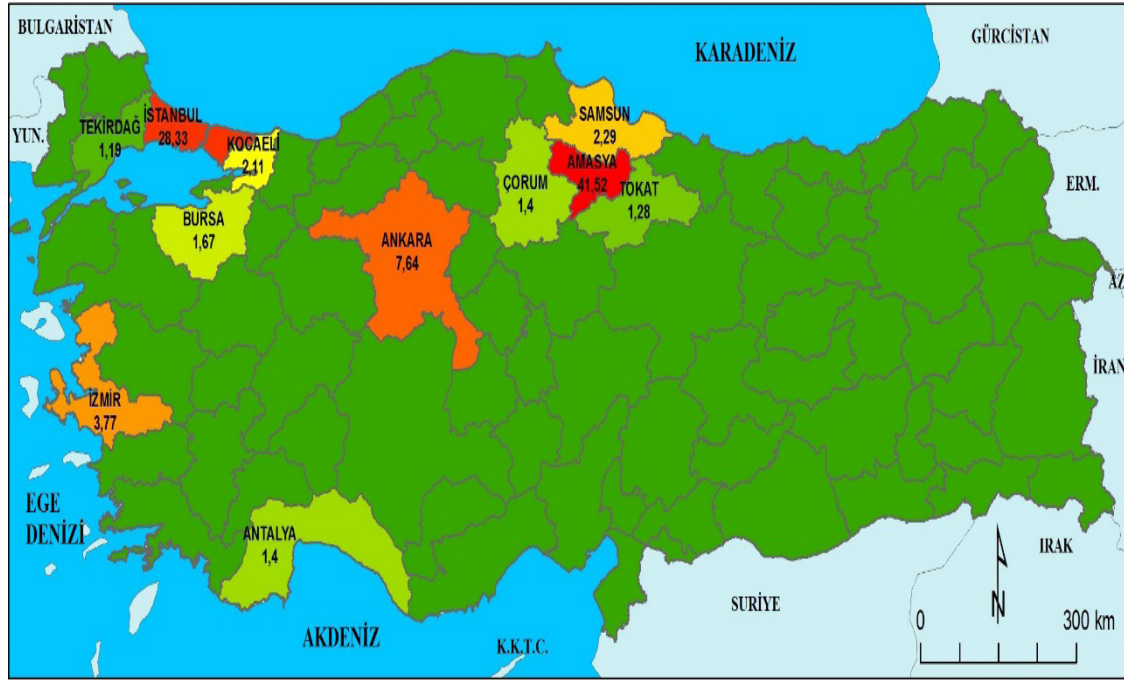 BULGARİSTAN
GÜRCİSTAN
KARADENİZ
YUN.
TEKİRDAĞ
1,19
İSTANBUL
28,33
KOCAELİ
2,11
SAMSUN
2,29
AMASYA
41,52
ÇORUM
1,4
TOKAT
1,28
ERM.
BURSA
1,67
ANKARA
7,64
AZ
İRAN
İZMİR
3,77
EGE
DENİZİ
ANTALYA
1,4
AKDENİZ
K.K.T.C.
SURİYE
IRAK
N
0
300 km